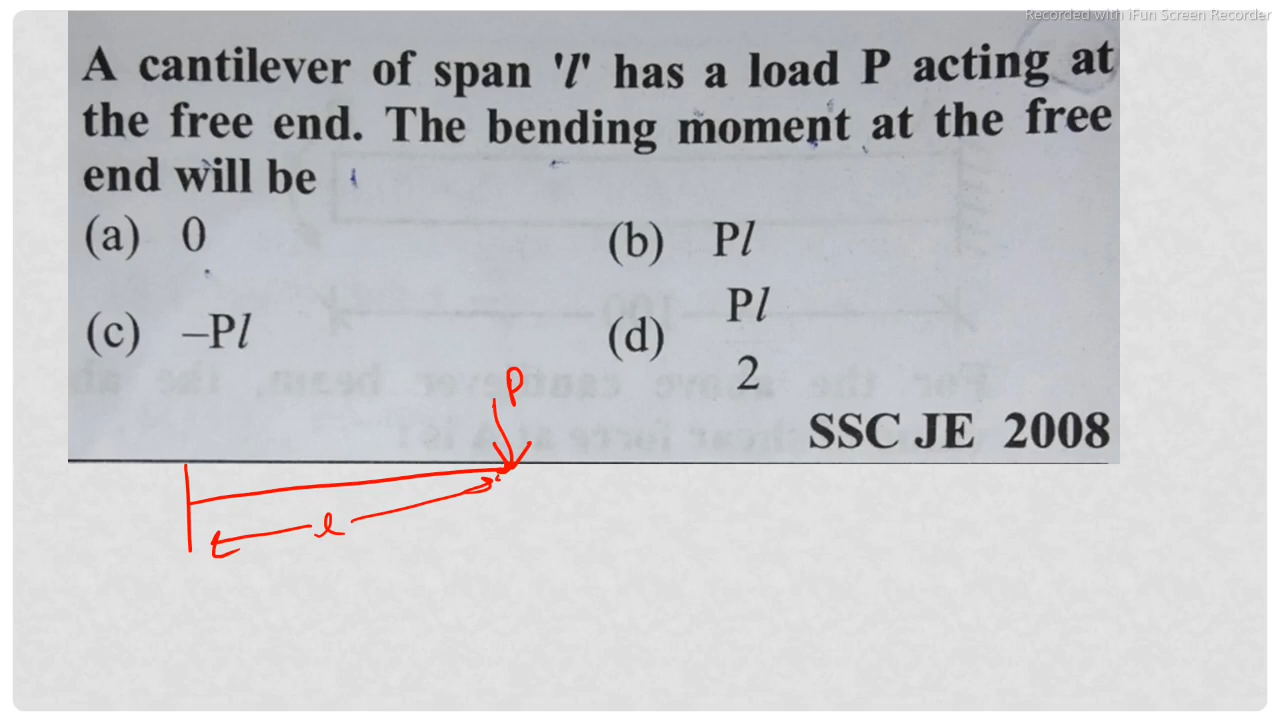 Recorded with iFun Screen Recorder
A cantilever of span 'l' has a load P acting at
the free end. The bending moment at the free
end will be
(a) 0
(b) Pl
(c) –Pl
(d) Pl
2
P
SSC JE 2008
l